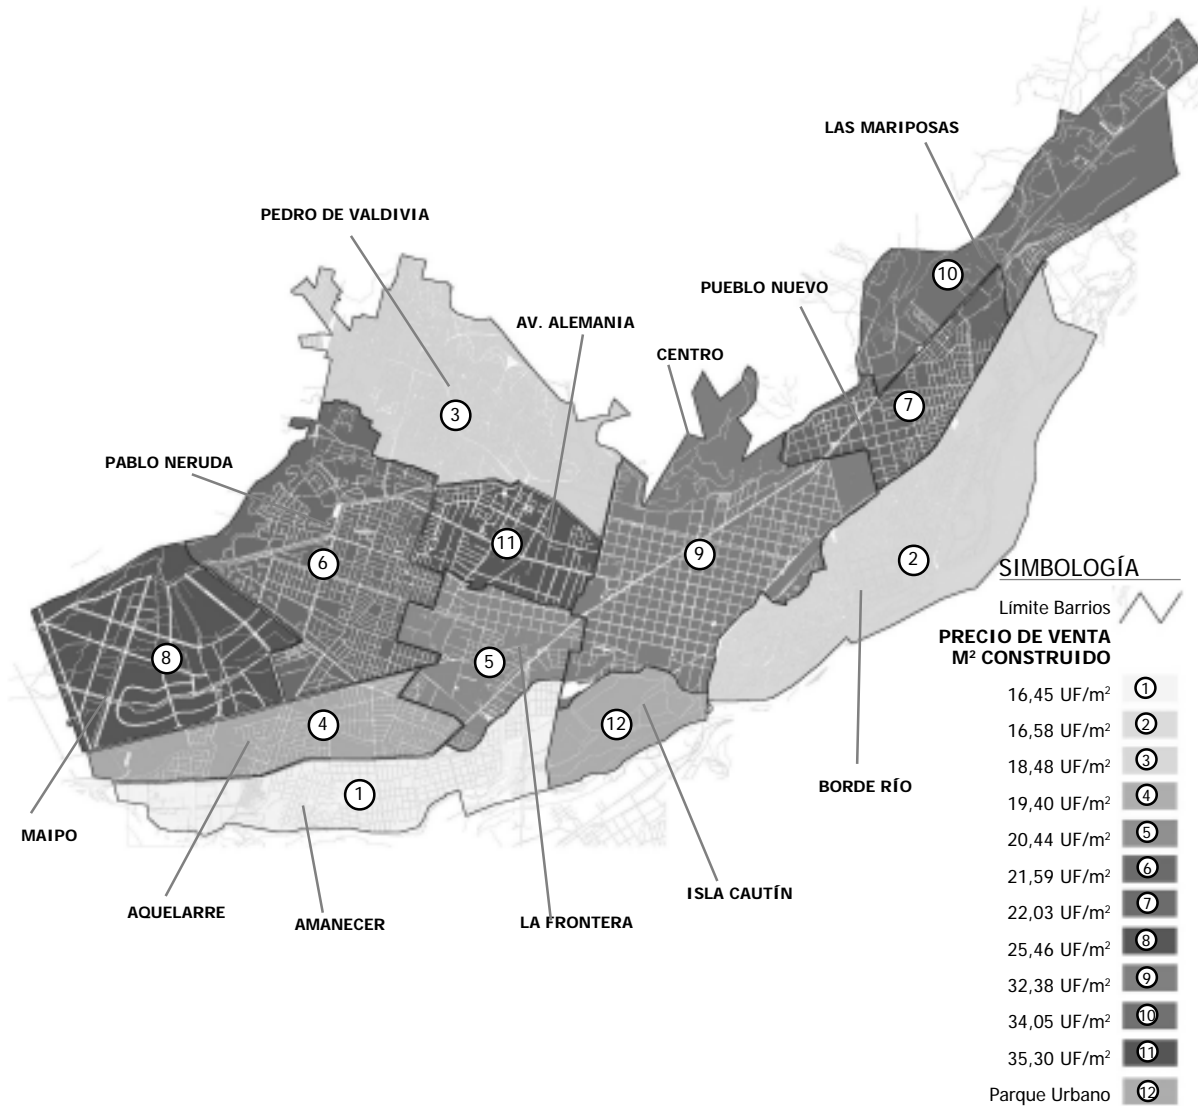 LAS MARIPOSAS
PEDRO DE VALDIVIA
10
PUEBLO NUEVO
AV. ALEMANIA
CENTRO
3
7
PABLO NERUDA
11
9
6
2
SIMBOLOGÍA
Límite Barrios
PRECIO DE VENTA
M² CONSTRUIDO
8
5
16,45 UF/m² 1
4
12
16,58 UF/m² 2
18,48 UF/m² 3
1
BORDE RÍO
19,40 UF/m² 4
MAIPO
20,44 UF/m² 5
21,59 UF/m² 6
ISLA CAUTÍN
AQUELARRE
AMANECER
LA FRONTERA
22,03 UF/m² 7
25,46 UF/m² 8
32,38 UF/m² 9
34,05 UF/m² 10
35,30 UF/m² 11
Parque Urbano 12